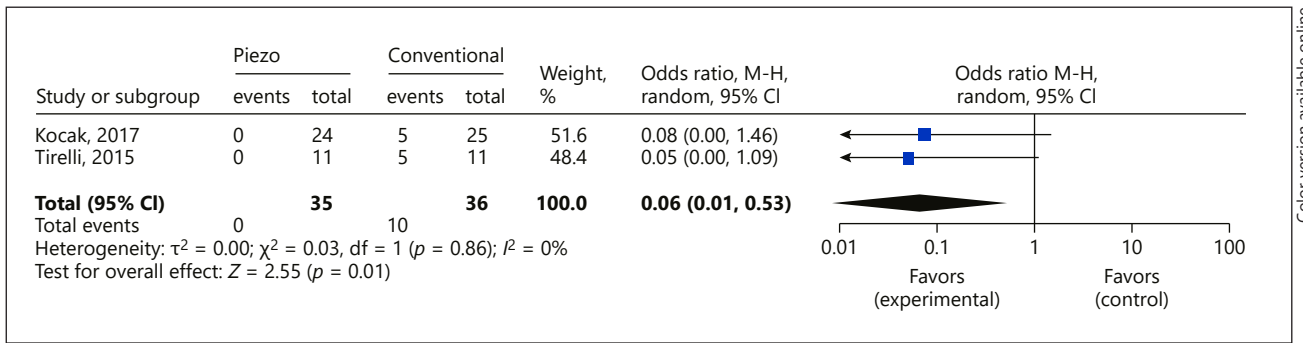 Piezo Conventional Weight, % Odds ratio, M-H, random, 95% CI Odds ratio M-H, random, 95% CI
Study or subgroup events total events total
Kocak, 2017 0 24 5 25 51.6 0.08 (0.00, 1.46)
Tirelli, 2015 0 11 5 11 48.4 0.05 (0.00, 1.09)
Total (95% CI) 35 36 100.0 0.06 (0.01, 0.53)
Total events 0 10
Heterogeneity: τ² = 0.00; χ² = 0.03, df = 1 (p = 0.86); I² = 0%
Test for overall effect: Z = 2.55 (p = 0.01)
0.01 0.1 1 10 100
Favors (experimental) Favors (control)
Color version available online